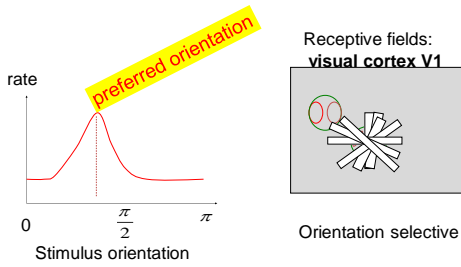 preferred orientation
rate
0
π/2
π
Stimulus orientation
Receptive fields:
visual cortex V1
Orientation selective